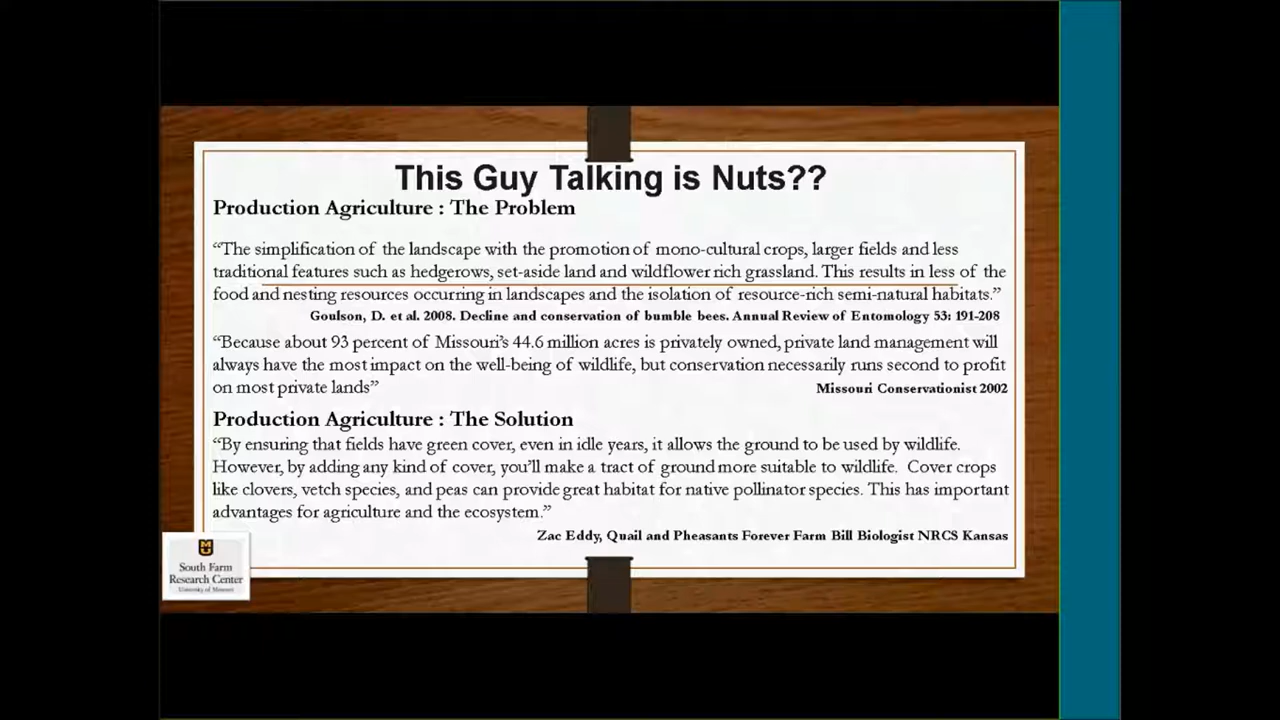 This Guy Talking is Nuts??
Production Agriculture : The Problem
“The simplification of the landscape with the promotion of mono-cultural crops, larger fields and less
traditional features such as hedgerows, set-aside land and wildflower rich grassland. This results in less of the
food and nesting resources occurring in landscapes and the isolation of resource-rich semi-natural habitats.”
Goulson, D. et al. 2008. Decline and conservation of bumble bees. Annual Review of Entomology 53: 191-208
“Because about 93 percent of Missouri’s 44.6 million acres is privately owned, private land management will
always have the most impact on the well-being of wildlife, but conservation necessarily runs second to profit
on most private lands” Missouri Conservationist 2002
Production Agriculture : The Solution
“By ensuring that fields have green cover, even in idle years, it allows the ground to be used by wildlife.
However, by adding any kind of cover, you’ll make a tract of ground more suitable to wildlife. Cover crops
like clovers, vetch species, and peas can provide great habitat for native pollinator species. This has important
advantages for agriculture and the ecosystem.”
Zac Eddy, Quail and Pheasants Forever Farm Bill Biologist NRCS Kansas
MU
South Farm
Research Center
University of Missouri